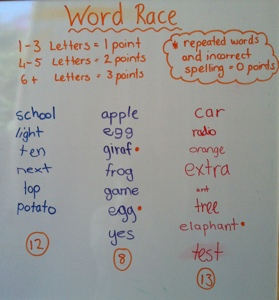 Word Race
1-3 Letters = 1 point
4-5 Letters = 2 points
6+ Letters = 3 points
* repeated words
and incorrect
spelling = 0 points
school
light
ten
next
top
potato
12
apple
egg
giraf*
frog
game
egg*
yes
8
car
radio
orange
extra
ant
tree
elaphant*
test
13